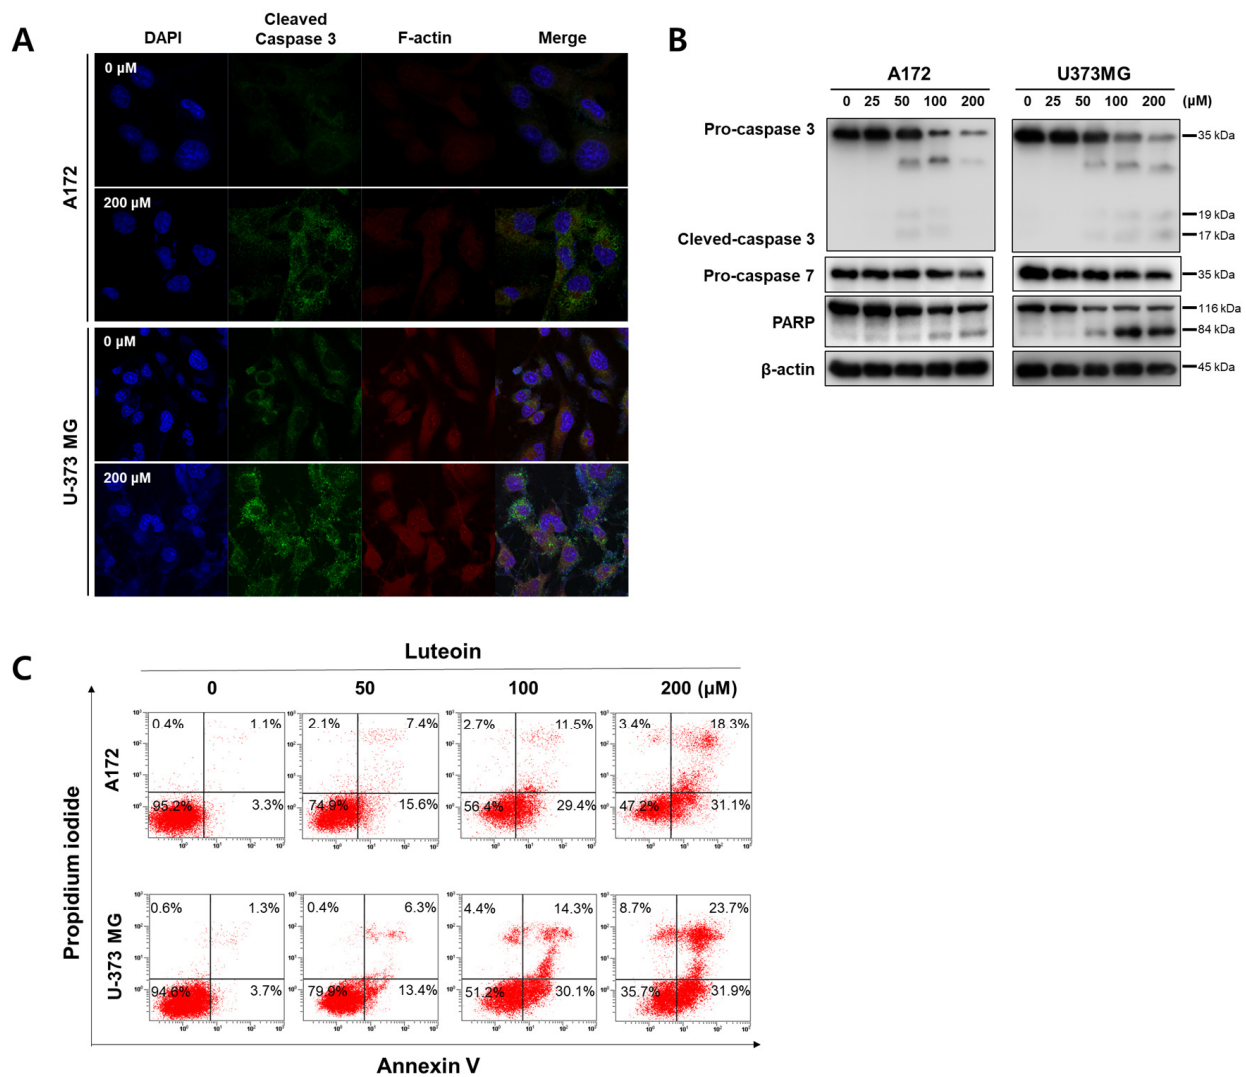 A
DAPI
Cleaved
Caspase 3
F-actin
Merge
A172
0 μM
200 μM
U-373 MG
0 μM
200 μM
B
A172
U373MG
0 25 50 100 200
0 25 50 100 200 (μM)
Pro-caspase 3
35 kDa
19 kDa
Cleved-caspase 3
17 kDa
Pro-caspase 7
35 kDa
116 kDa
PARP
84 kDa
β-actin
45 kDa
C
Luteoin
0 50 100 200 (μM)
Propidium iodide
A172
0.4% 1.1% 2.1% 7.4% 2.7% 11.5% 3.4% 18.3%
95.2% 3.3% 74.9% 15.6% 56.4% 29.4% 47.2% 31.1%
U-373 MG
0.6% 1.3% 0.4% 6.3% 4.4% 14.3% 8.7% 23.7%
94.6% 3.7% 79.9% 13.4% 51.2% 30.1% 35.7% 31.9%
Annexin V